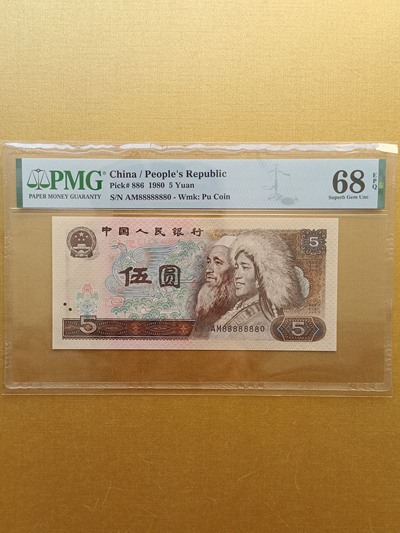 PMG
PAPER MONEY GUARANTY
China / People's Republic
Pick# 886 1980 5 Yuan
S/N AM88888880 - Wmk: Pu Coin
68 EPQ
Superb Gem Unc
中国人民银行
5
伍圆
5
AM88888880
5